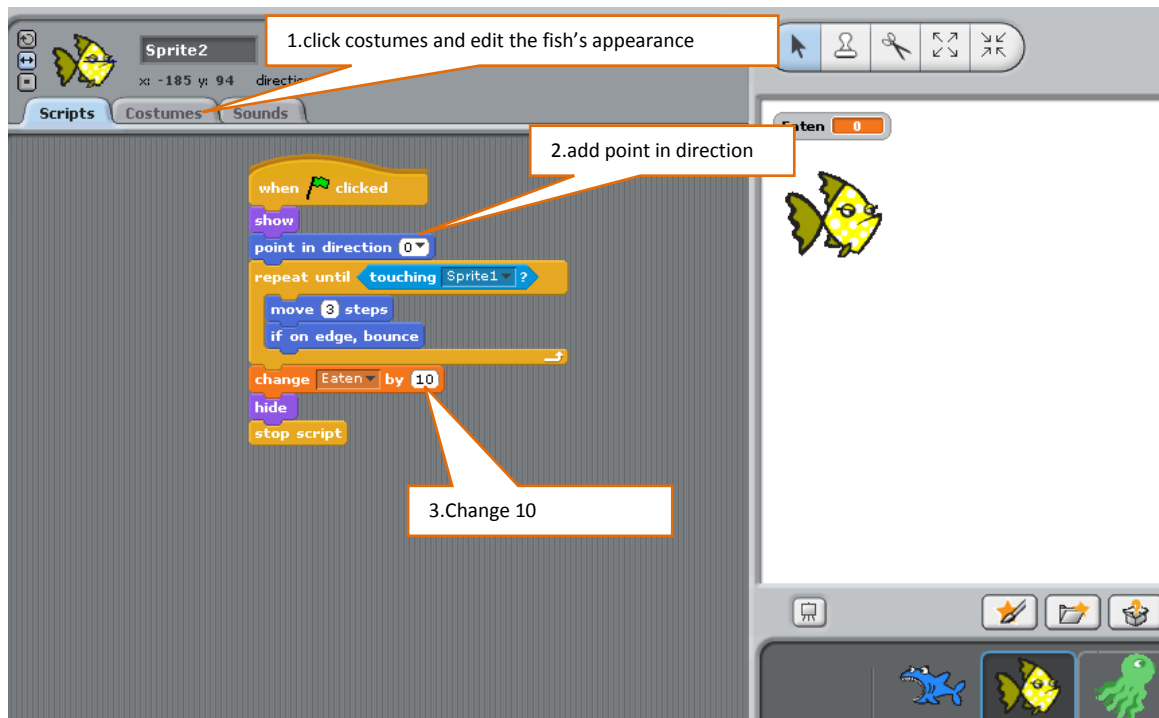 1.click costumes and edit the fish's appearance
Sprite2
x: -185 y: 94
Scripts
Costumes
Sounds
Eaten 0
2.add point in direction
when clicked
show
point in direction 0
repeat until touching Sprite1 ?
move 3 steps
if on edge, bounce
change Eaten by 10
hide
stop script
3.Change 10